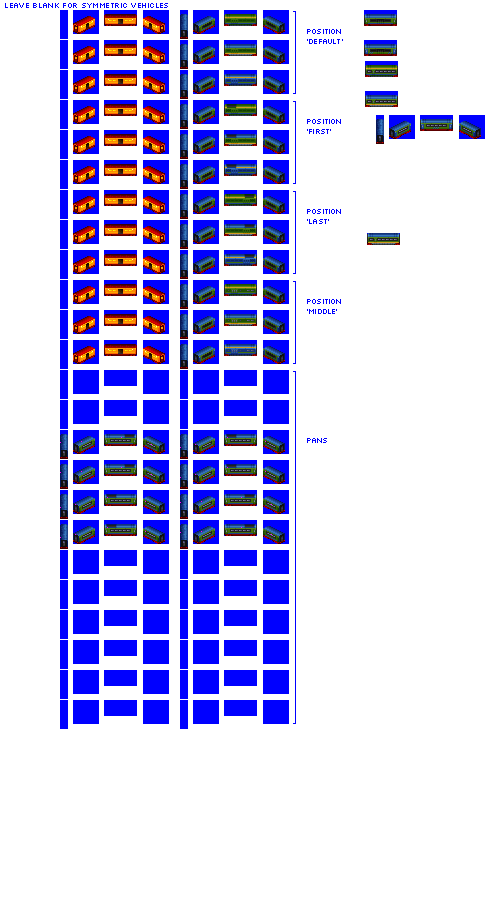 LEAVE BLANK FOR SYMMETRIC VEHICLES
POSITION
'DEFAULT'
POSITION
'FIRST'
POSITION
'LAST'
POSITION
'MIDDLE'
PANS